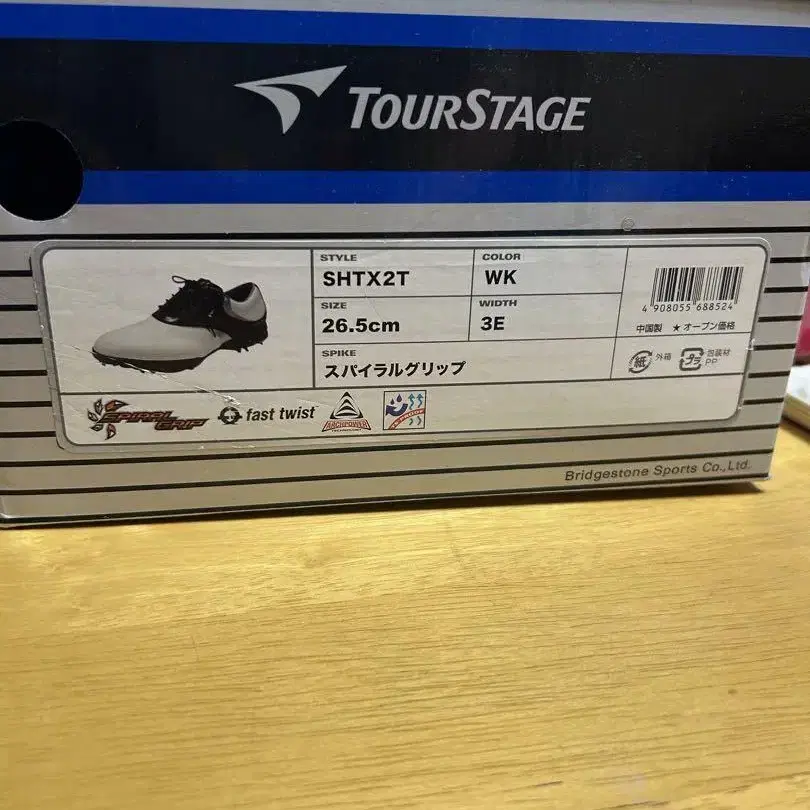 TOURSTAGE
STYLE
SHTX2T
COLOR
WK
SIZE
26.5cm
WIDTH
3E
SPIKE
スパイラルグリップ
4 908055 688524
中国製 ★オープン価格
紙 外箱
プラ 包装材 PP
SPIRAL GRIP
fast twist
ARCHPOWER
Bridgestone Sports Co.,Ltd.